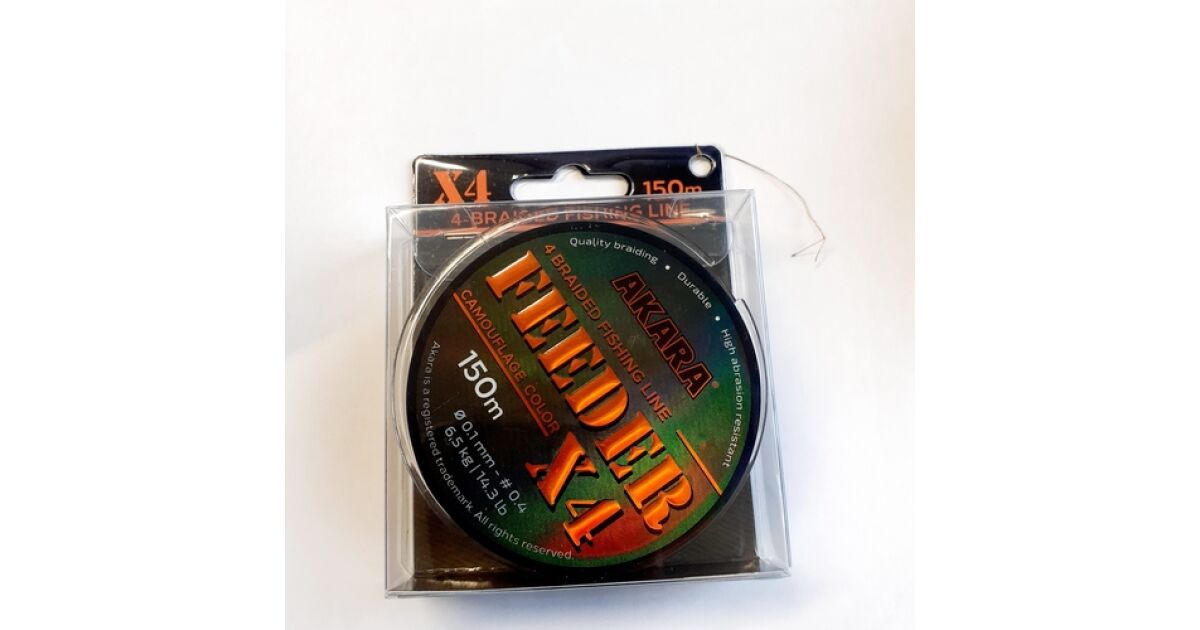 X4
150m
4-BRAIDED FISHING LINE
Quality braiding • Durable • High abrasion resistant
AKARA®
4 BRAIDED FISHING LINE
FEEDER
X4
CAMOUFLAGE COLOR
150m
Ø 0.1 mm - # 0.4
6,5 kg | 14.3 lb
Akara is a registered trademark. All rights reserved.